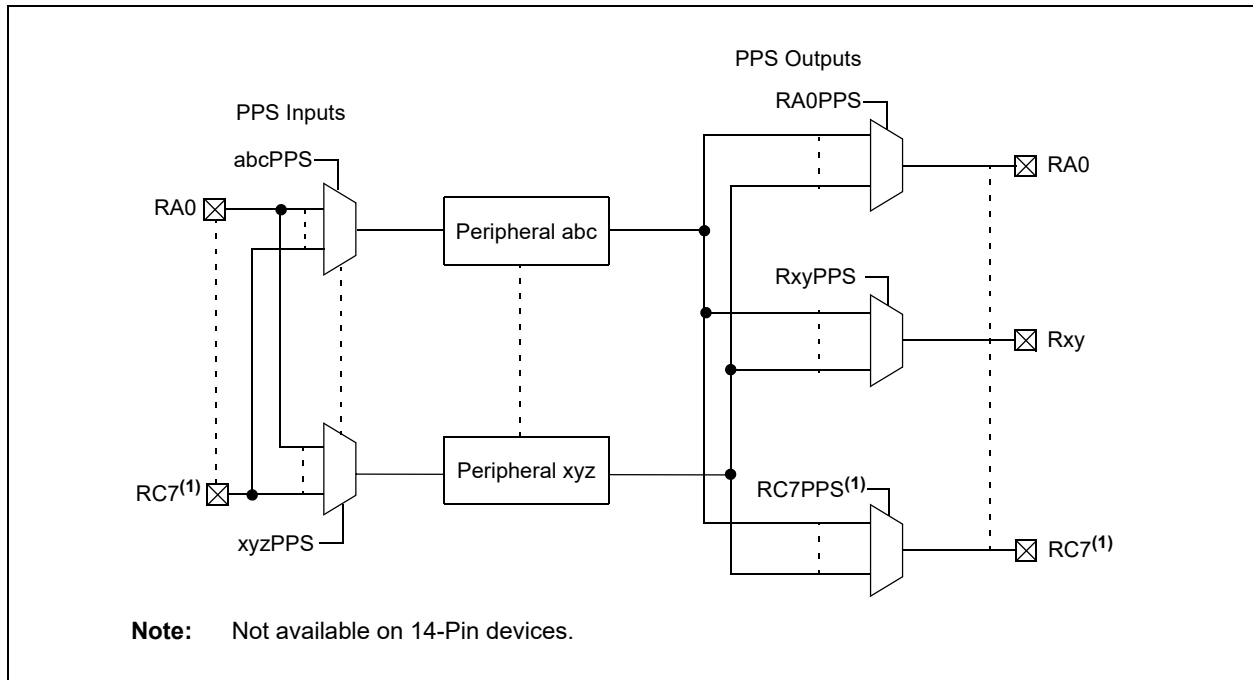 PPS Outputs
RA0PPS
PPS Inputs
abcPPS
RA0
Peripheral abc
RA0
RxyPPS
Rxy
Peripheral xyz
RC7(1)
RC7PPS(1)
xyzPPS
RC7(1)
Note: Not available on 14-Pin devices.